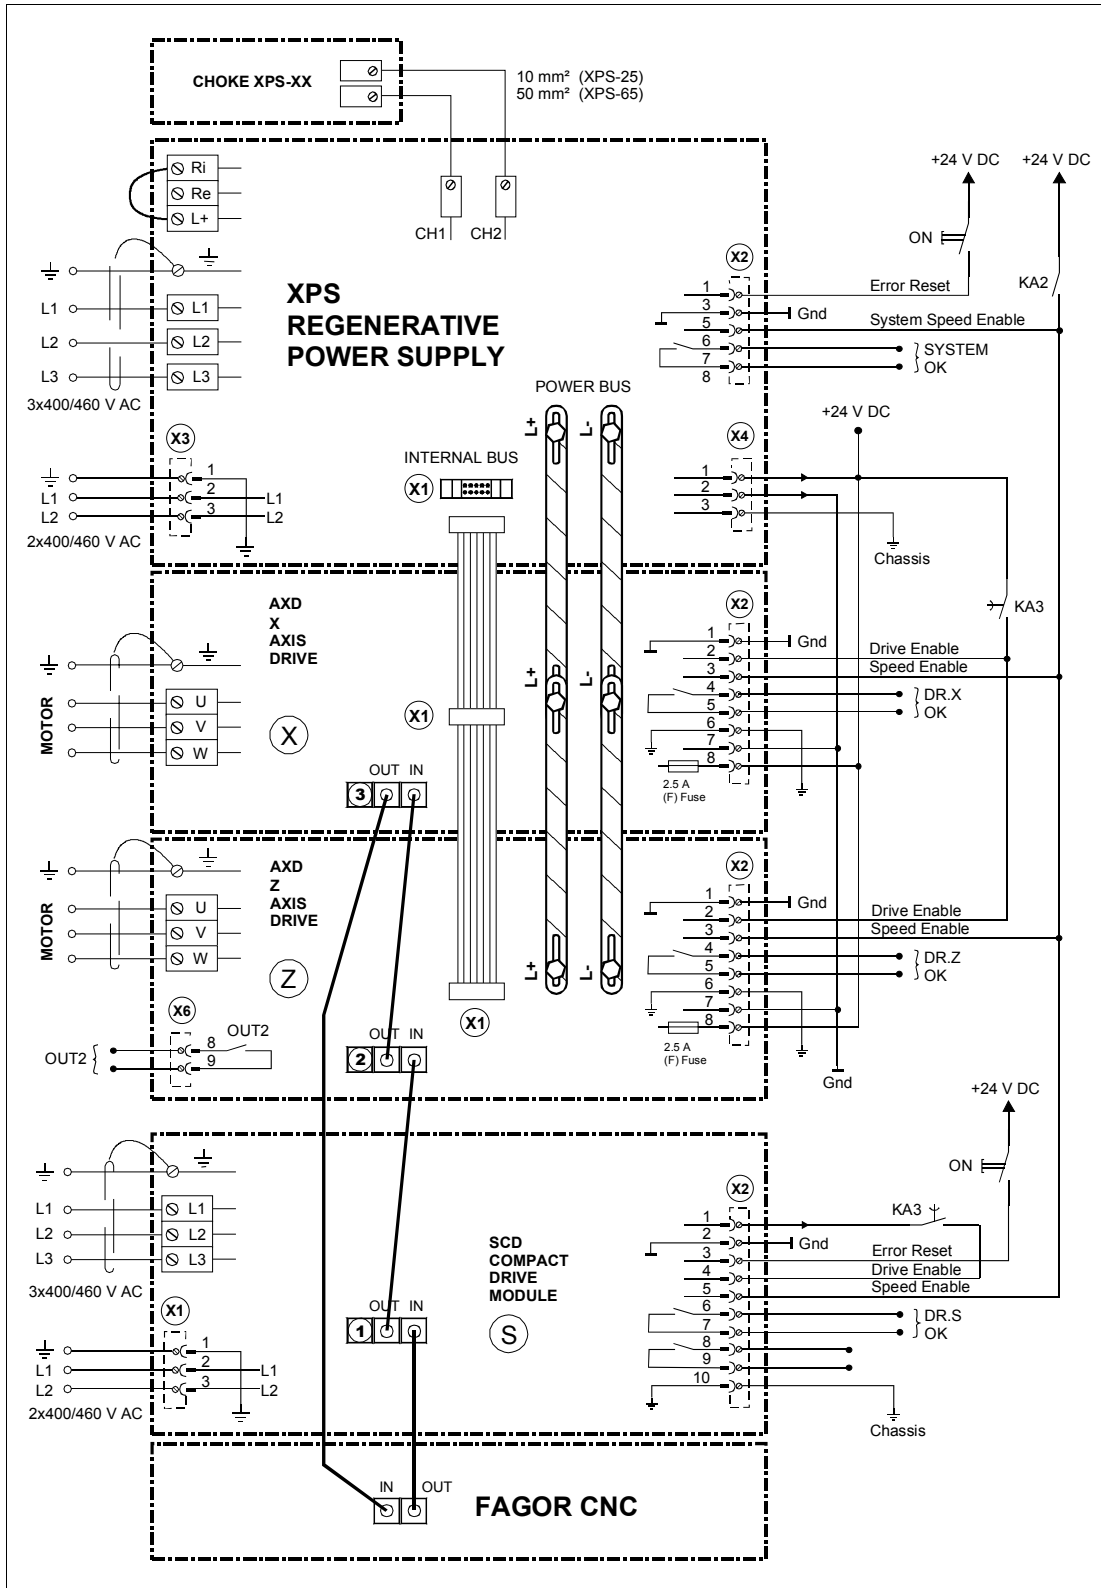 CHOKE XPS-XX
10 mm² (XPS-25)
50 mm² (XPS-65)
Ri
Re
L+
CH1 CH2
XPS
REGENERATIVE
POWER SUPPLY
L1 L1
L2 L2
L3 L3
3x400/460 V AC
+24 V DC +24 V DC
ON
KA2
X2
1 Error Reset
3 Gnd
5 System Speed Enable
6 SYSTEM
7 OK
8
POWER BUS
L+ L-
INTERNAL BUS
X1
X3
1
L1 2 L1
L2 3 L2
2x400/460 V AC
+24 V DC
X4
1
2
3
Chassis
KA3
AXD
X
AXIS
DRIVE
MOTOR
U
V
W
X
X1
L+ L-
OUT IN
3
X2
1 Gnd
2 Drive Enable
3 Speed Enable
4 DR.X
5 OK
6
7
8
2.5 A
(F) Fuse
AXD
Z
AXIS
DRIVE
MOTOR
U
V
W
Z
L+ L-
X1
X6
OUT2 8 OUT2
9
OUT IN
2
X2
1 Gnd
2 Drive Enable
3 Speed Enable
4 DR.Z
5 OK
6
7
8
2.5 A
(F) Fuse
Gnd
+24 V DC
ON
L1 L1
L2 L2
L3 L3
3x400/460 V AC
SCD
COMPACT
DRIVE
MODULE
S
OUT IN
1
X1
1
L1 2 L1
L2 3 L2
2x400/460 V AC
X2
1 KA3
2 Gnd
3 Error Reset
4 Drive Enable
5 Speed Enable
6 DR.S
7 OK
8
9
10
Chassis
IN OUT
FAGOR CNC